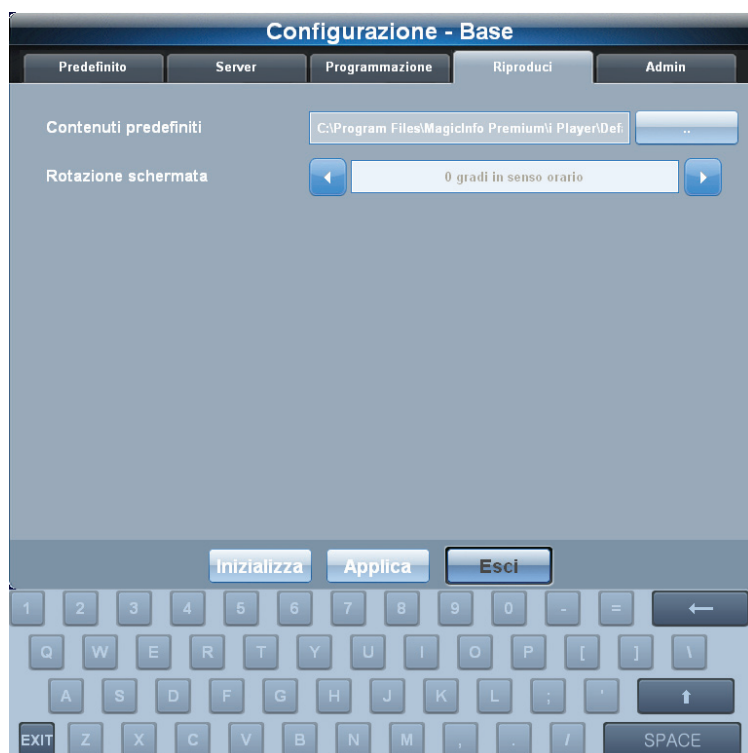 Configurazione - Base
Predefinito Server Programmazione Riproduci Admin
Contenuti predefiniti C:\Program Files\MagicInfo Premium\i Player\Def ..
Rotazione schermata 0 gradi in senso orario
Inizializza Applica Esci
1 2 3 4 5 6 7 8 9 0 - =
Q W E R T Y U I O P [ ] \
A S D F G H J K L ; '
EXIT Z X C V B N M , . / SPACE